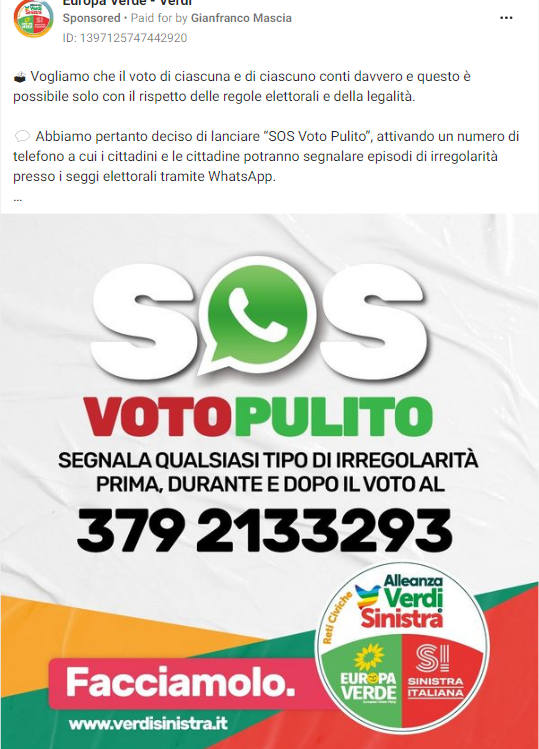 Europa Verde - Verdi
Sponsored • Paid for by Gianfranco Mascia
ID: 1397125747442920
🗳 Vogliamo che il voto di ciascuna e di ciascuno conti davvero e questo è
possibile solo con il rispetto delle regole elettorali e della legalità.
💬 Abbiamo pertanto deciso di lanciare “SOS Voto Pulito”, attivando un numero di
telefono a cui i cittadini e le cittadine potranno segnalare episodi di irregolarità
presso i seggi elettorali tramite WhatsApp.
...
SOS
VOTOPULITO
SEGNALA QUALSIASI TIPO DI IRREGOLARITÀ
PRIMA, DURANTE E DOPO IL VOTO AL
379 2133293
Reti Civiche
Alleanza
Verdi
Sinistra
EUROPA
VERDE
SI
SINISTRA
ITALIANA
Facciamolo.
www.verdisinistra.it